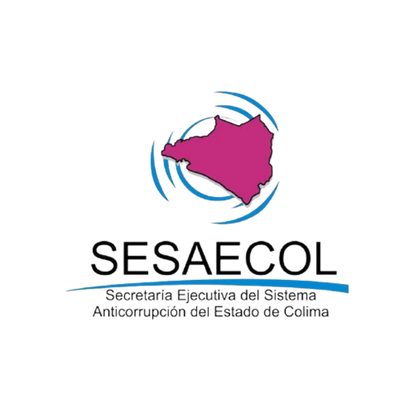 SESAECOL
Secretaría Ejecutiva del Sistema
Anticorrupción del Estado de Colima